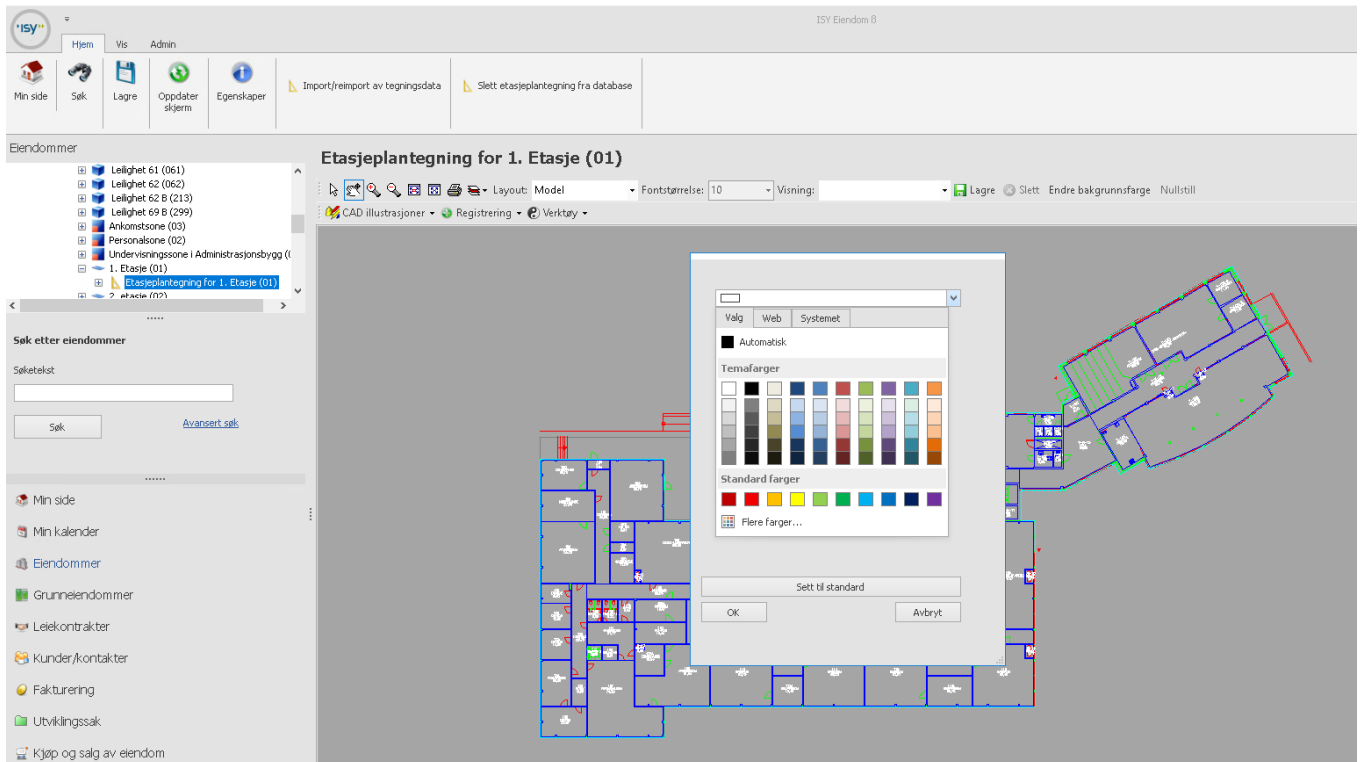 ISY Eiendom 8
'ISY''
Hjem Vis Admin
Min side
Søk
Lagre
Oppdater
skjerm
Egenskaper
Import/reimport av tegningsdata
Slett etasjeplantegning fra database
Eiendommer
Leilighet 61 (061)
Leilighet 62 (062)
Leilighet 62 B (213)
Leilighet 69 B (299)
Ankomstsone (03)
Personalsone (02)
Undervisningssone i Administrasjonsbygg (
1. Etasje (01)
Etasjeplantegning for 1. Etasje (01)
2. etasje (02)
Søk etter eiendommer
Søketekst
Søk
Avansert søk
Min side
Min kalender
Eiendommer
Grunneiendommer
Leiekontrakter
Kunder/kontakter
Fakturering
Utviklingssak
Kjøp og salg av eiendom
Etasjeplantegning for 1. Etasje (01)
Layout: Model Fontstørrelse: 10 Visning: Lagre Slett Endre bakgrunnsfarge Nullstill
CAD illustrasjoner Registrering Verktøy
Valg Web Systemet
Automatisk
Temafarger
Standard farger
Flere farger...
Sett til standard
OK Avbryt